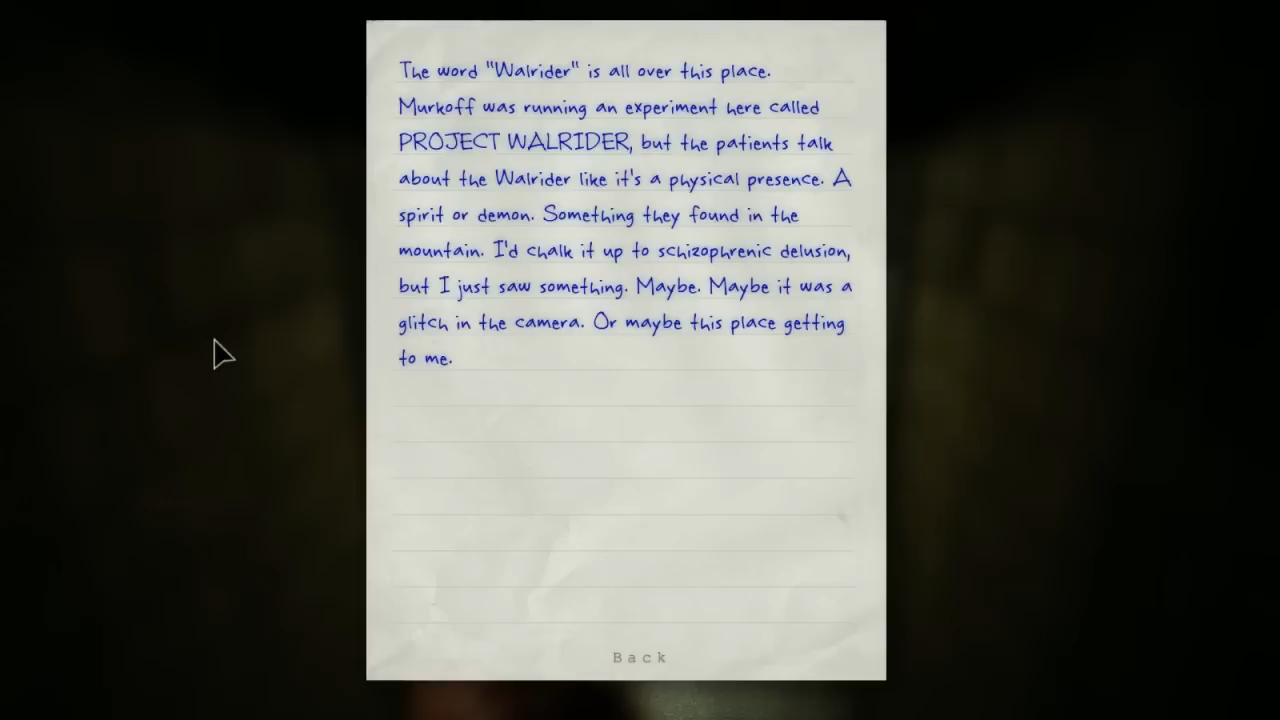 The word "Walrider" is all over this place.
Murkoff was running an experiment here called
PROJECT WALRIDER, but the patients talk
about the Walrider like it's a physical presence. A
spirit or demon. Something they found in the
mountain. I'd chalk it up to schizophrenic delusion,
but I just saw something. Maybe. Maybe it was a
glitch in the camera. Or maybe this place getting
to me.
Back